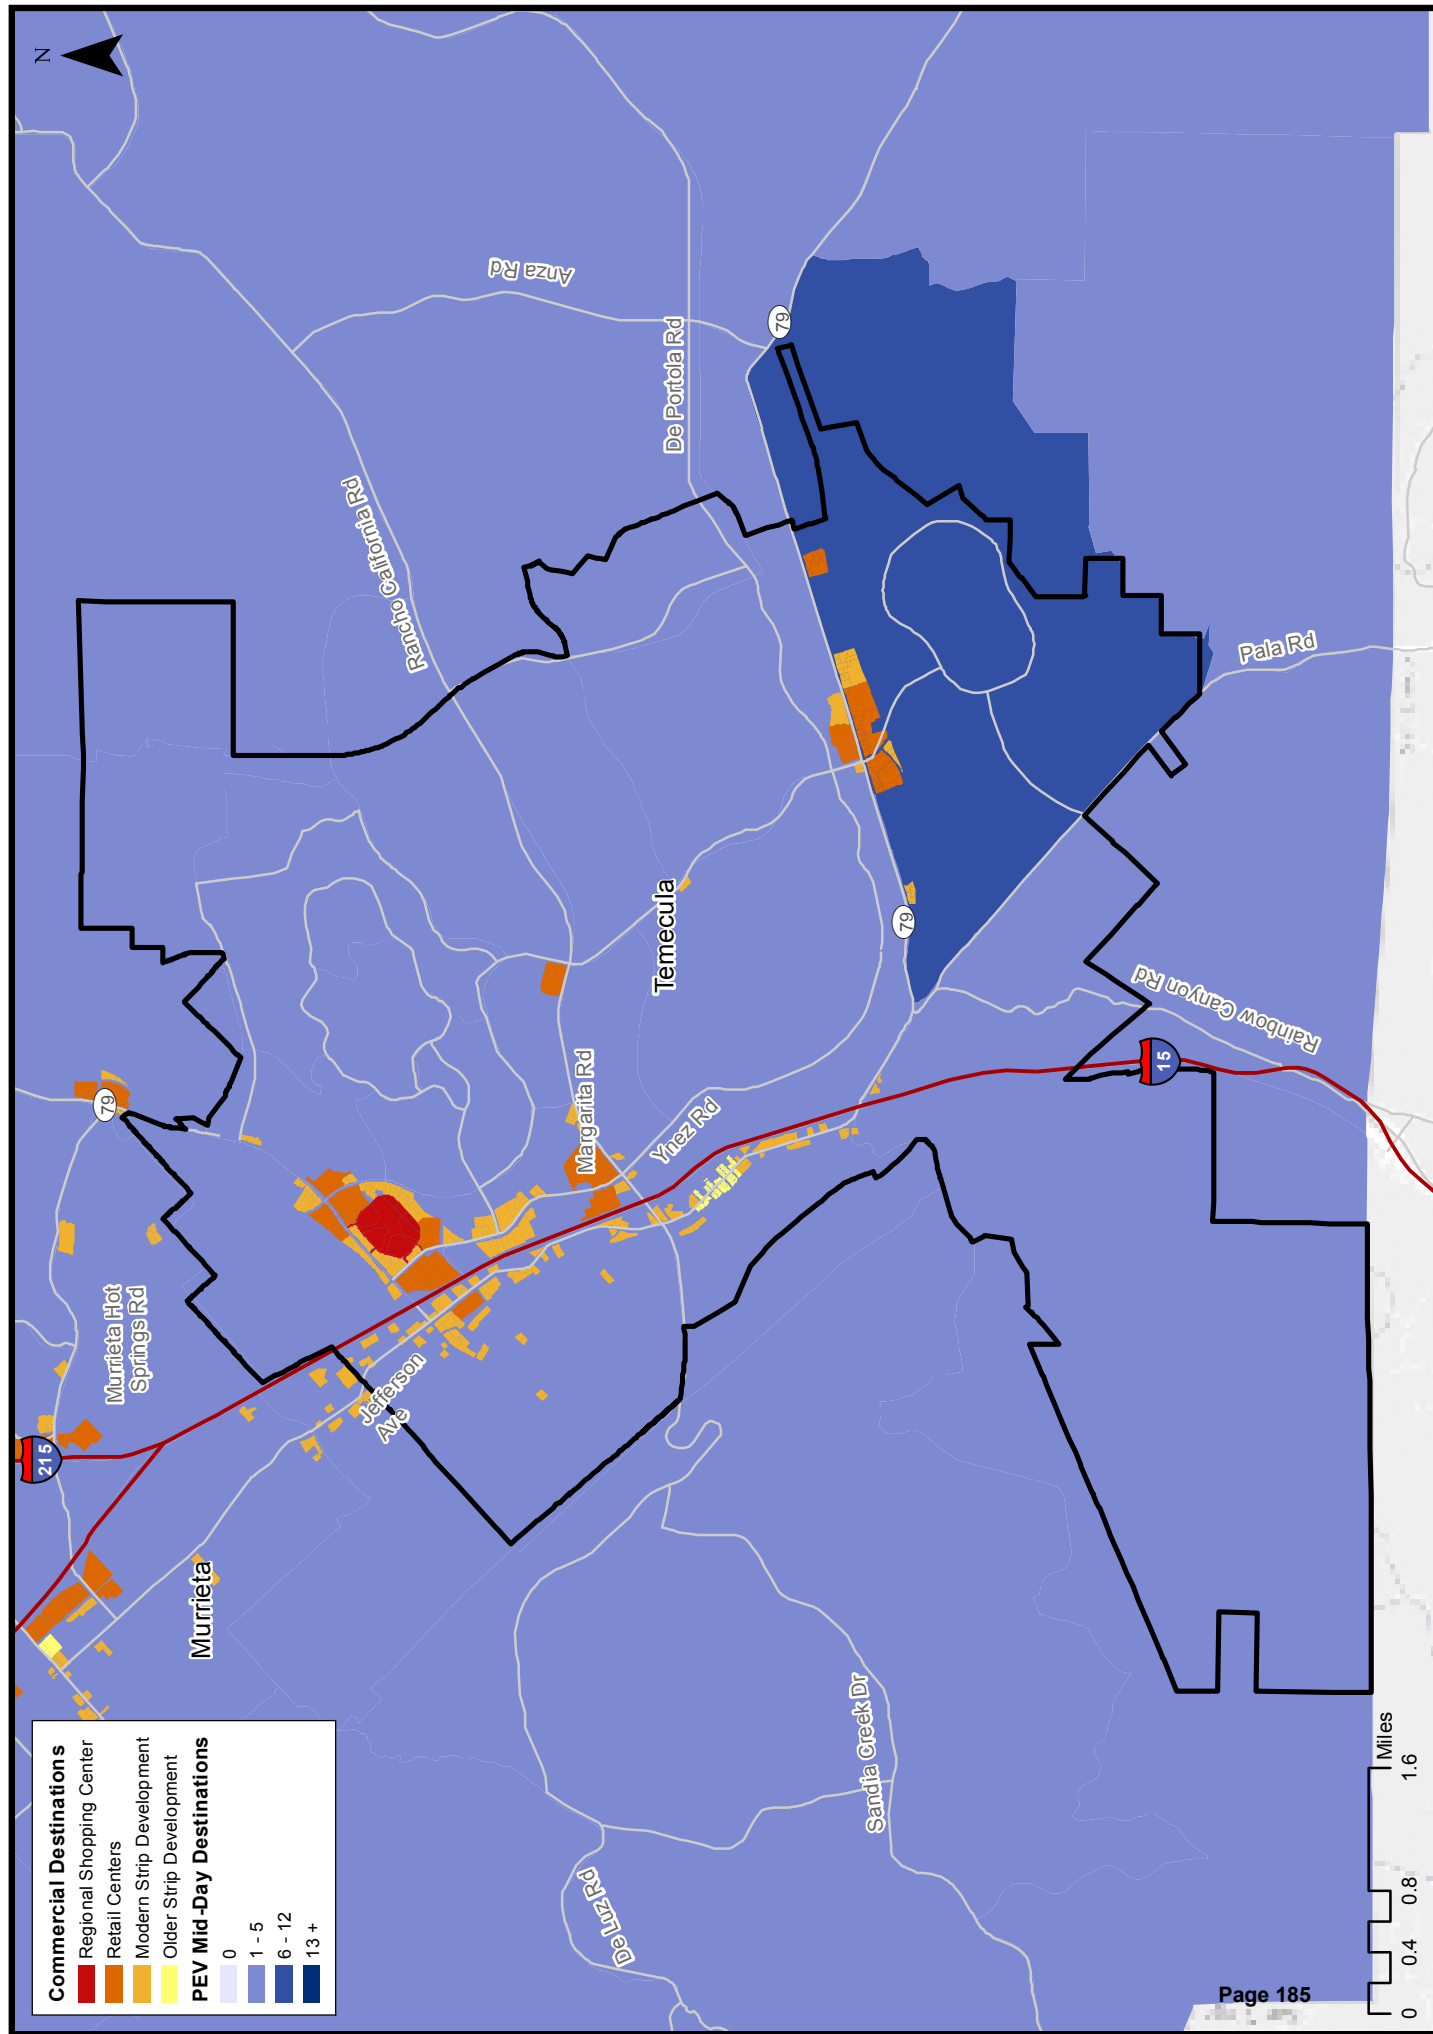 Commercial Destinations
Regional Shopping Center
Retail Centers
Modern Strip Development
Older Strip Development
PEV Mid-Day Destinations
0
1 - 5
6 - 12
13 +
N
215
Murrieta Hot
Springs Rd
79
Murrieta
Jefferson
Ave
Rancho California Rd
Anza Rd
De Portola Rd
79
Margarita Rd
Ynez Rd
Temecula
79
De Luz Rd
Sandia Creek Dr
15
Rainbow Canyon Rd
Pala Rd
0
0.4
0.8
1.6
Miles
Page 185